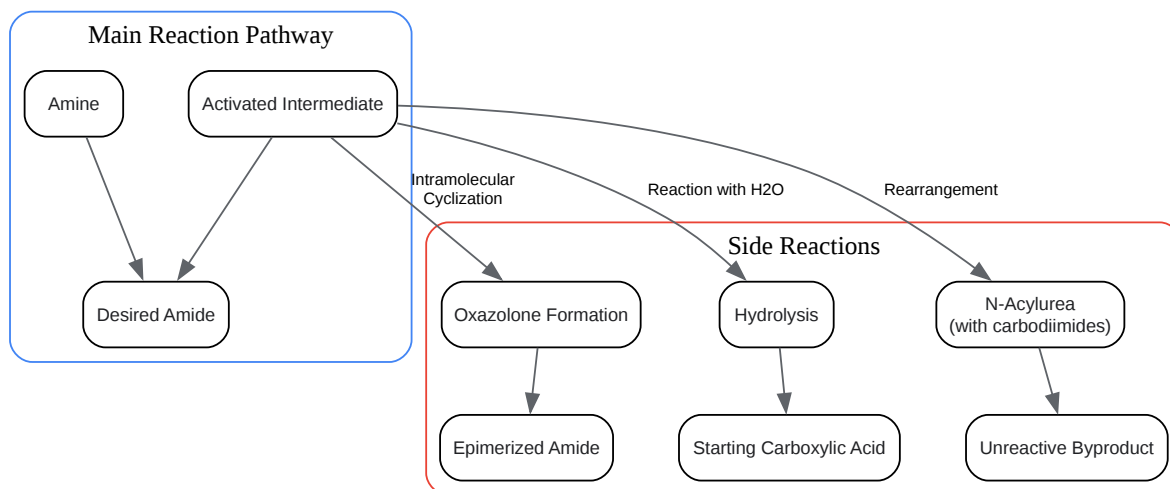 Main Reaction Pathway
Amine
Activated Intermediate
Intramolecular
Cyclization
Reaction with H2O
Rearrangement
Side Reactions
Desired Amide
Oxazolone Formation
Hydrolysis
N-Acylurea
(with carbodiimides)
Epimerized Amide
Starting Carboxylic Acid
Unreactive Byproduct